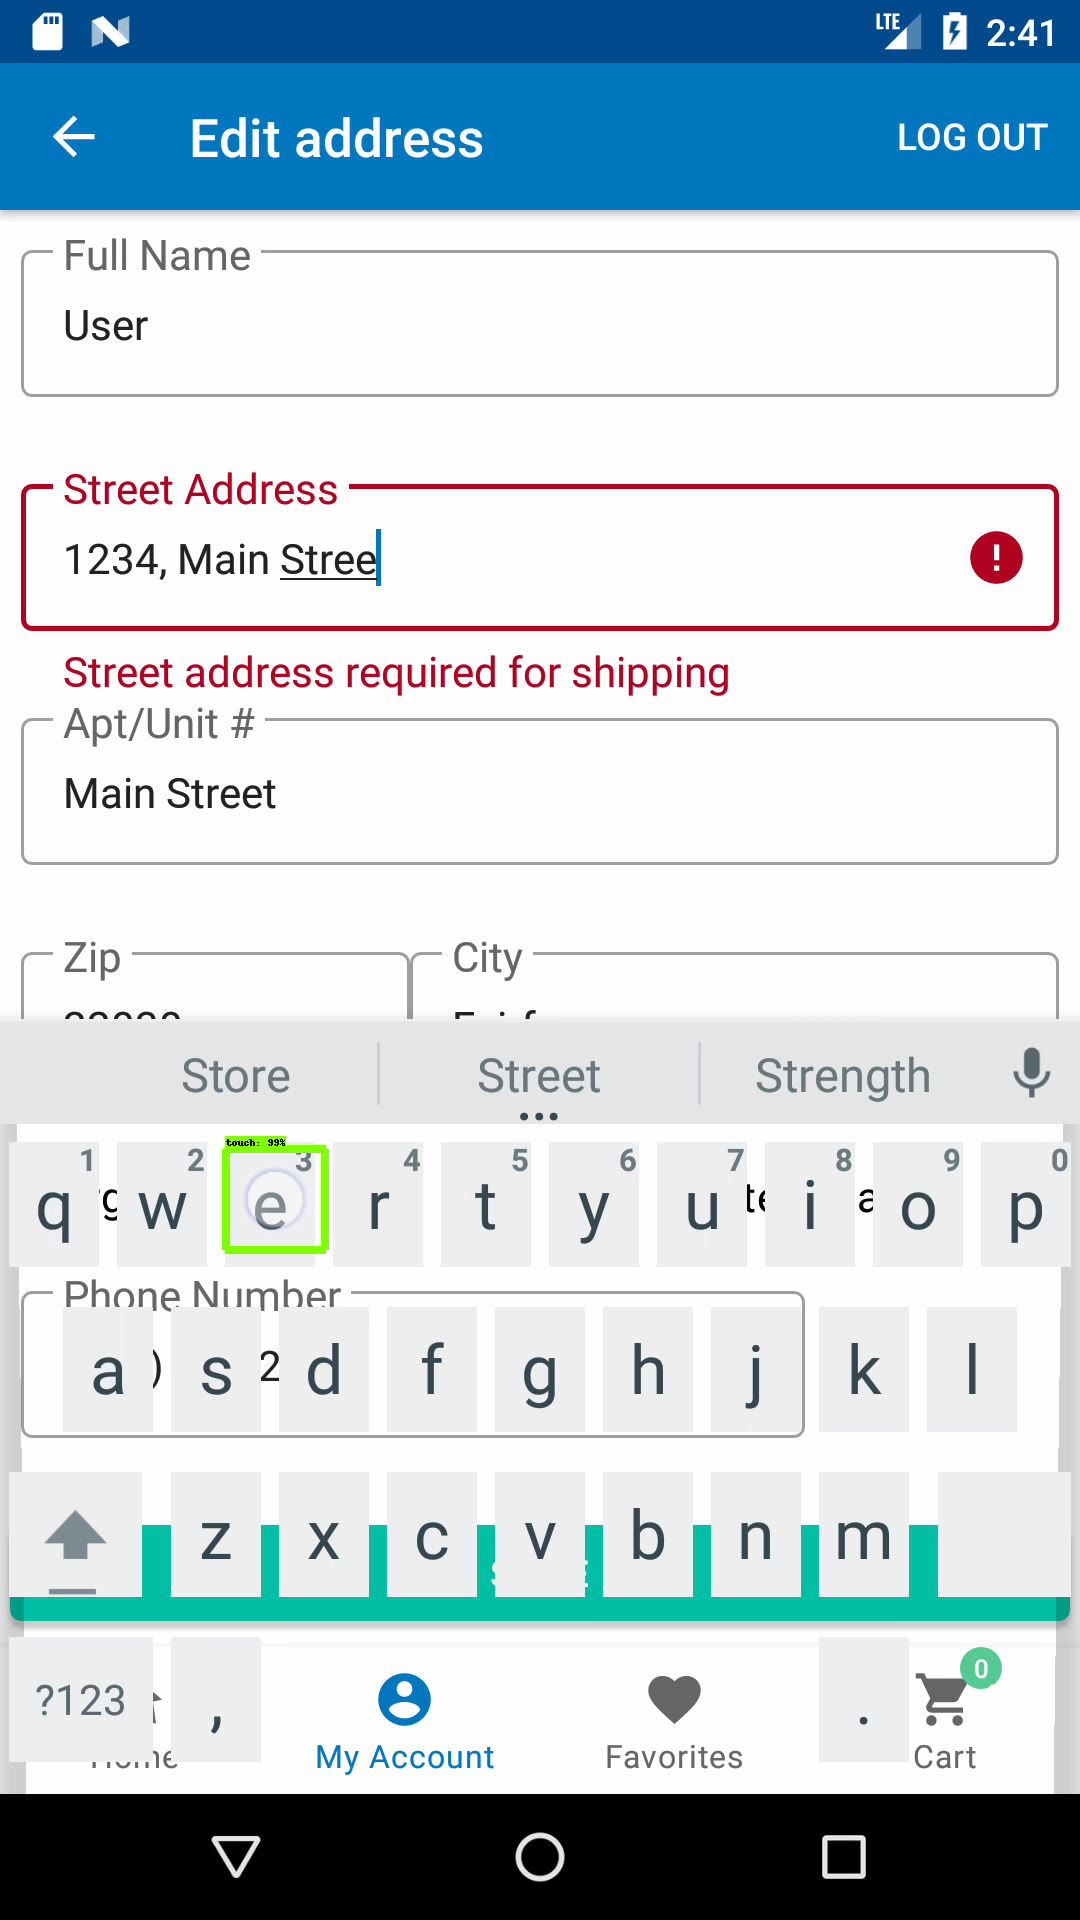 LTE 2:41
Edit address LOG OUT
Full Name
User
Street Address
1234, Main Stree
!
Street address required for shipping
Apt/Unit #
Main Street
Zip City
Store Street Strength
touch: 99%
1 2 3 4 5 6 7 8 9 0
q w e r t y u i o p
Phone Number
a s d f g h j k l
z x c v b n m
?123 , . 0
Home My Account Favorites Cart